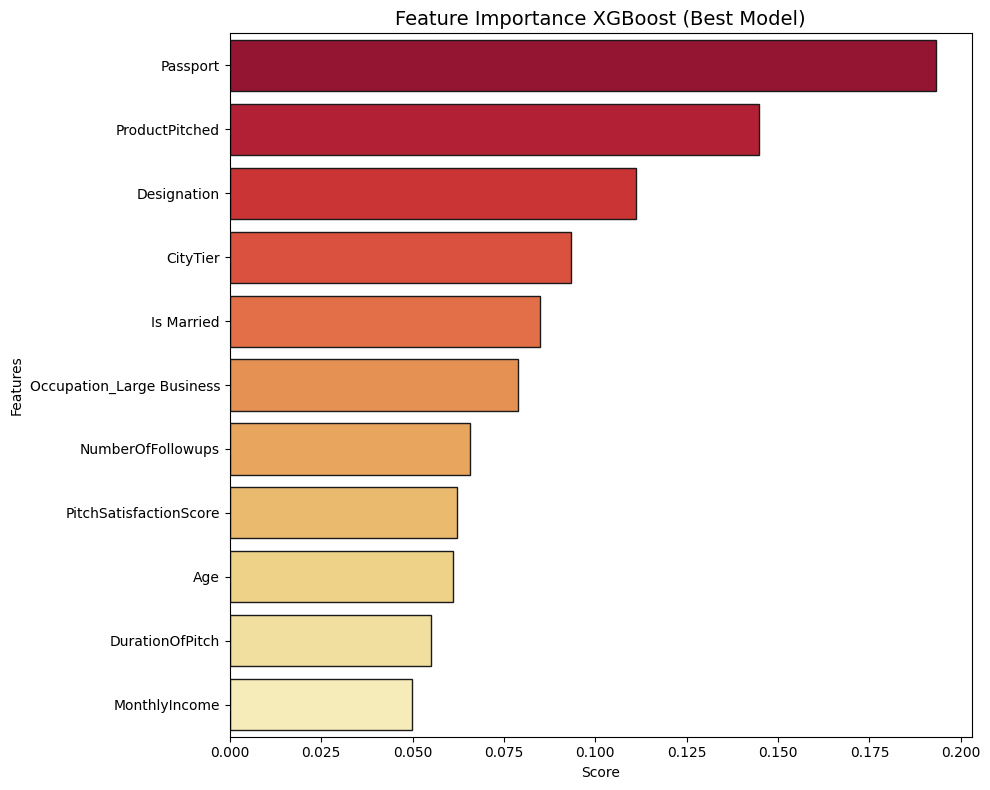 Feature Importance XGBoost (Best Model)
Passport
ProductPitched
Designation
CityTier
Is Married
Occupation_Large Business
NumberOfFollowups
PitchSatisfactionScore
Age
DurationOfPitch
MonthlyIncome
Features
0.000 0.025 0.050 0.075 0.100 0.125 0.150 0.175 0.200
Score